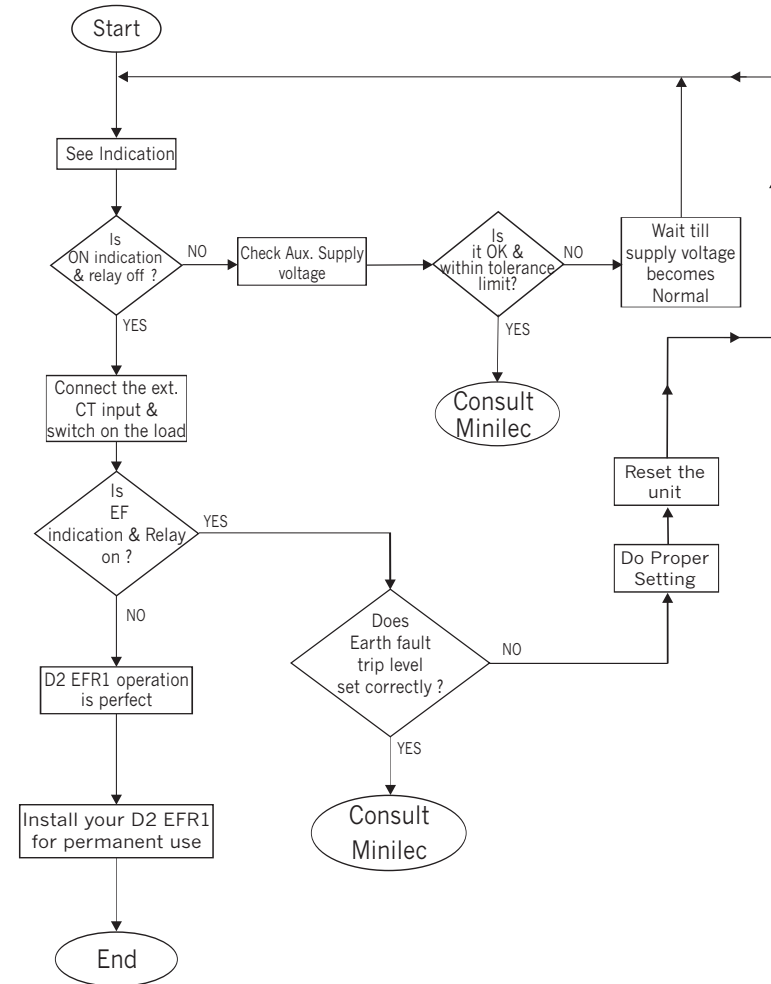 Start
See Indication
Is
ON indication
& relay off ?
NO
Check Aux. Supply
voltage
Is
it OK &
within tolerance
limit?
NO
Wait till
supply voltage
becomes
Normal
YES
YES
Consult
Minilec
Connect the ext.
CT input &
switch on the load
Is
EF
indication & Relay
on ?
YES
Reset the
unit
Do Proper
Setting
NO
Does
Earth fault
trip level
set correctly ?
NO
D2 EFR1 operation
is perfect
YES
Consult
Minilec
Install your D2 EFR1
for permanent use
End